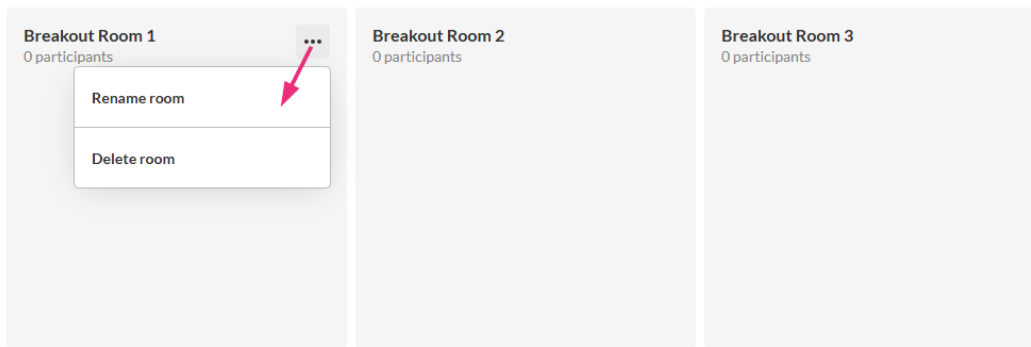 Breakout Room 1
0 participants
Rename room
Delete room
Breakout Room 2
0 participants
Breakout Room 3
0 participants